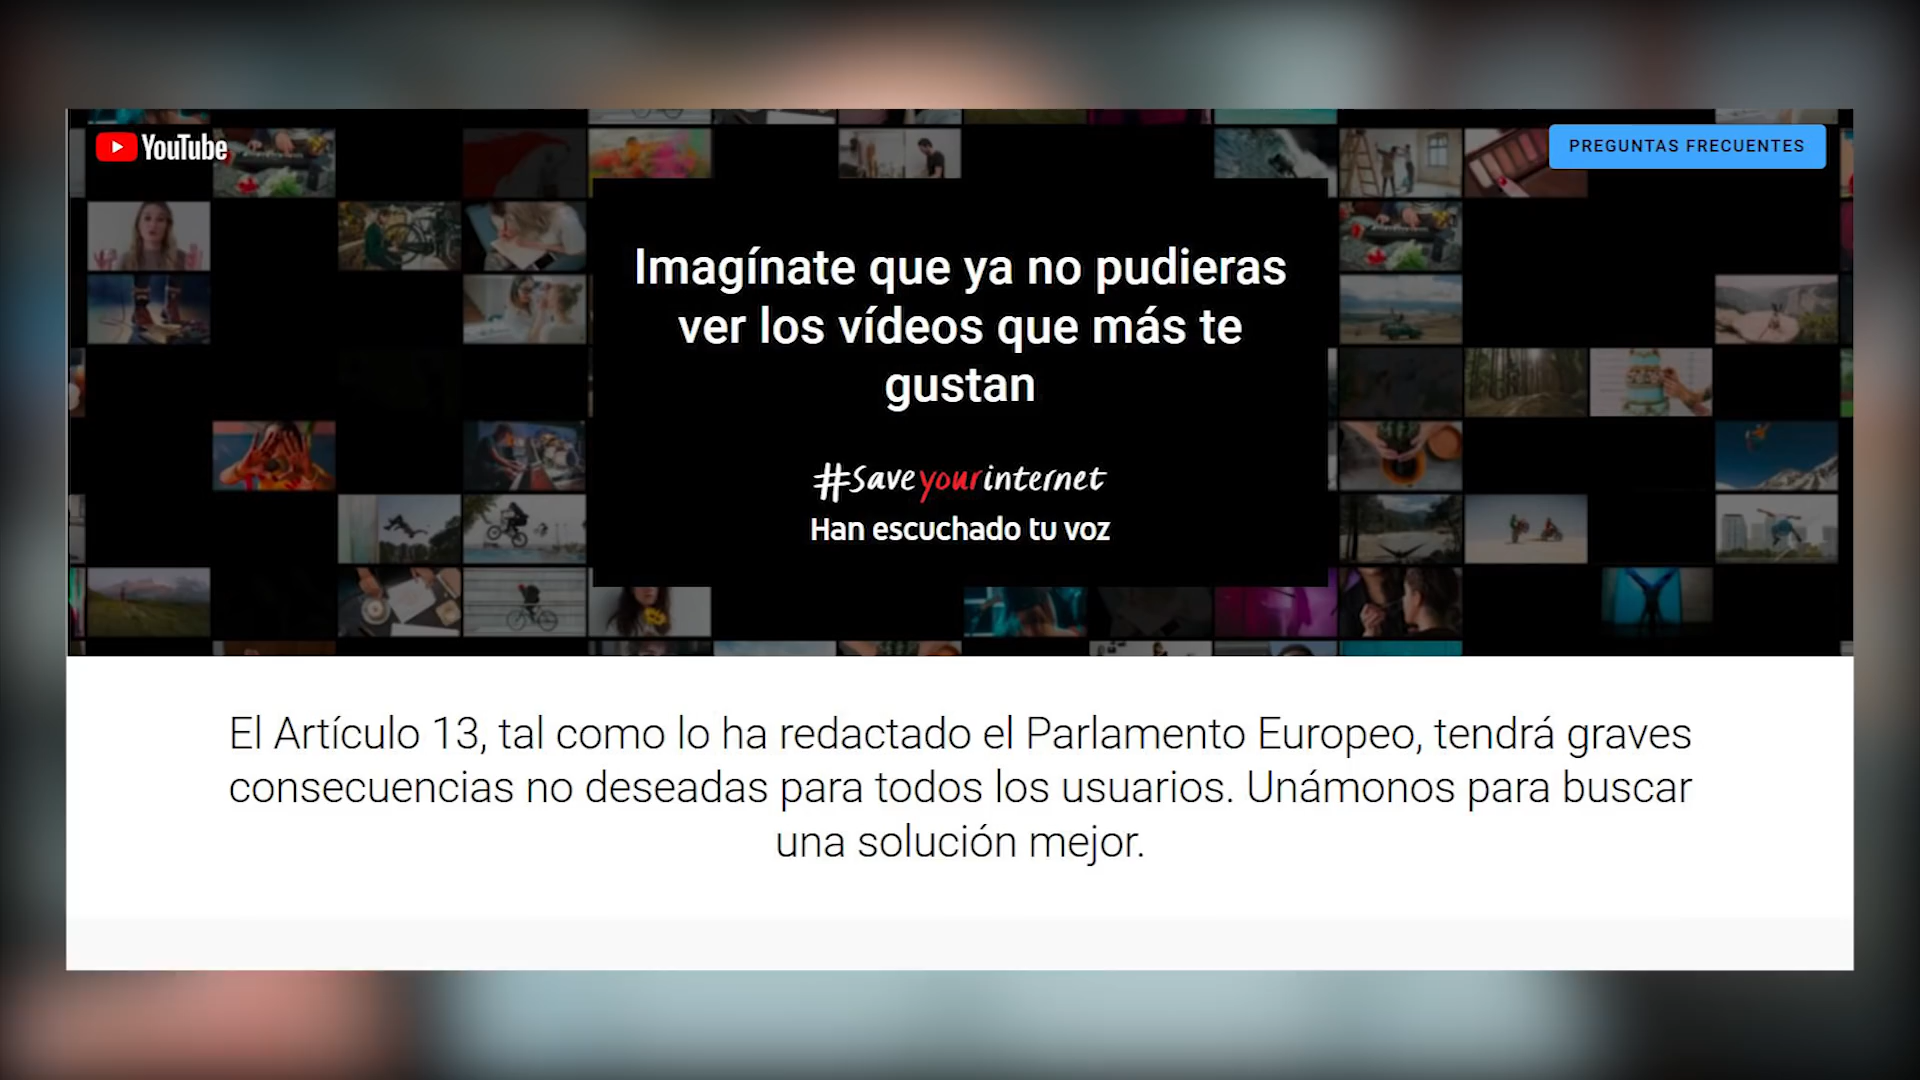 YouTube
PREGUNTAS FRECUENTES
Imagínate que ya no pudieras
ver los vídeos que más te
gustan
#Saveyourinternet
Han escuchado tu voz
El Artículo 13, tal como lo ha redactado el Parlamento Europeo, tendrá graves
consecuencias no deseadas para todos los usuarios. Unámonos para buscar
una solución mejor.